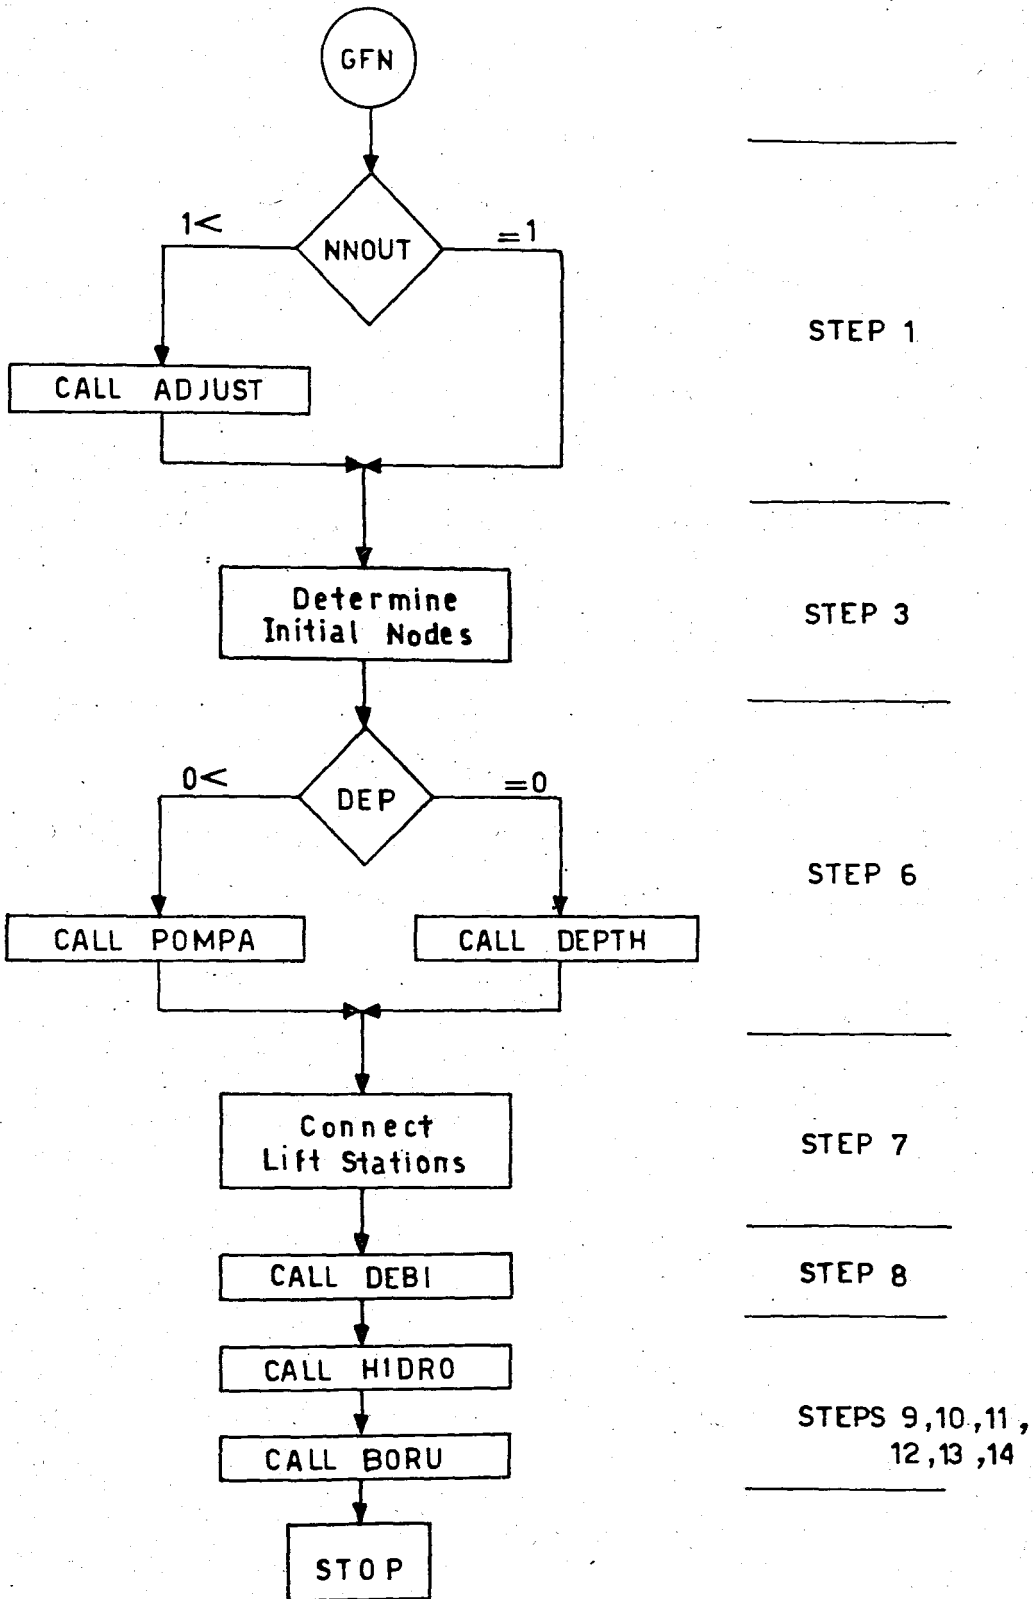 GFN
1<
NNOUT
=1
STEP 1
CALL ADJUST
Determine
Initial Nodes
STEP 3
0<
DEP
=0
STEP 6
CALL POMPA
CALL DEPTH
Connect
Lift Stations
STEP 7
CALL DEBI
STEP 8
CALL HIDRO
STEPS 9,10,11,
12,13,14
CALL BORU
STOP